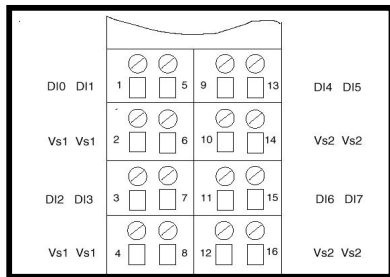 DI0 DI1 1 5 9 13 DI4 DI5
Vs1 Vs1 2 6 10 14 Vs2 Vs2
DI2 DI3 3 7 11 15 DI6 DI7
Vs1 Vs1 4 8 12 16 Vs2 Vs2